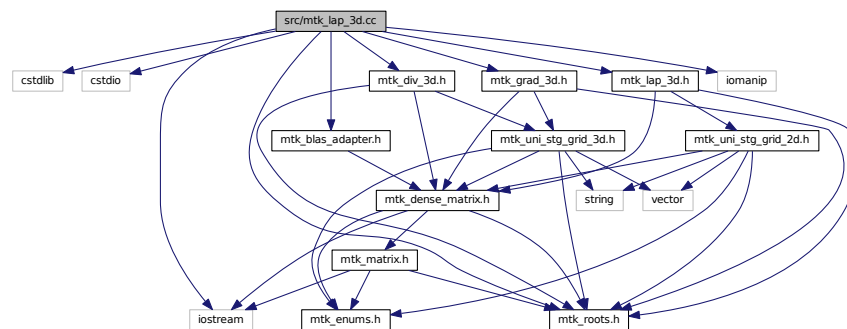 src/mtk_lap_3d.cc
cstdlib
cstdio
mtk_div_3d.h
mtk_grad_3d.h
mtk_lap_3d.h
iomanip
mtk_blas_adapter.h
mtk_uni_stg_grid_3d.h
mtk_uni_stg_grid_2d.h
mtk_dense_matrix.h
string
vector
mtk_matrix.h
iostream
mtk_enums.h
mtk_roots.h